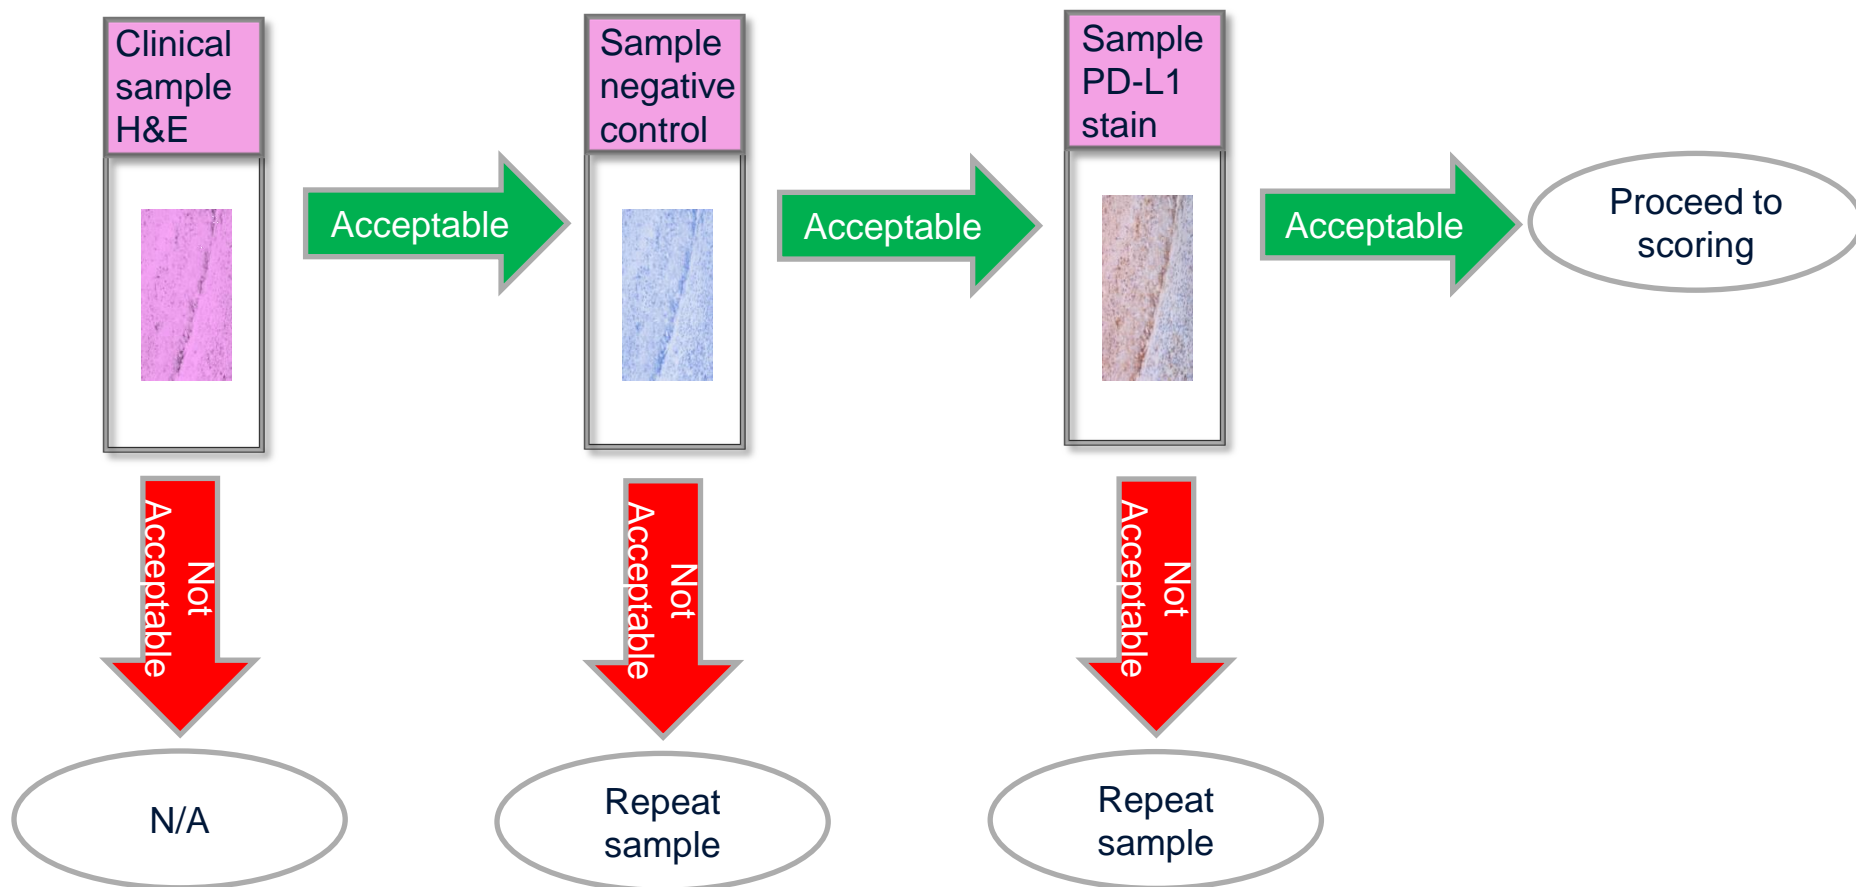 Clinical
sample
H&E
Sample
negative
control
Sample
PD-L1
stain
Acceptable
Acceptable
Acceptable
Proceed to
scoring
Not
Acceptable
Not
Acceptable
Not
Acceptable
N/A
Repeat
sample
Repeat
sample